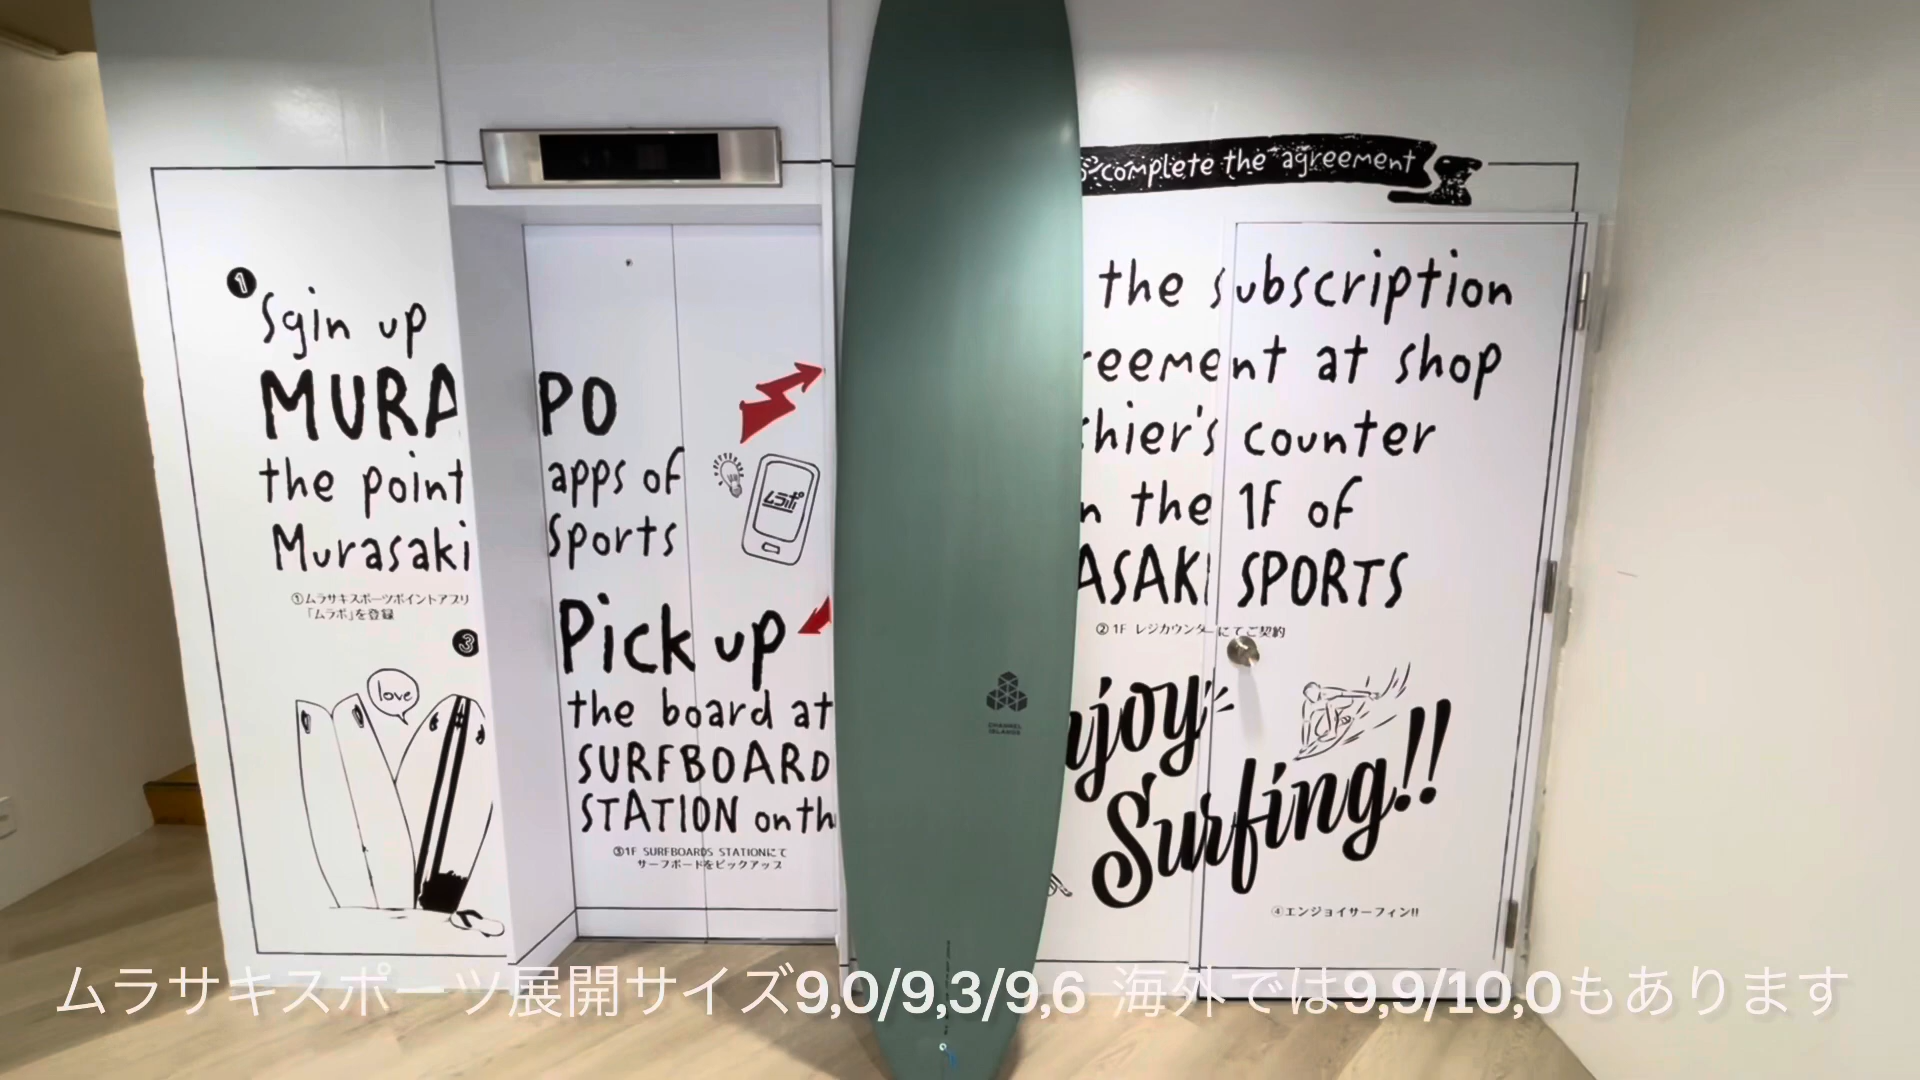 complete the agreement
❶
Sgin up
MURA PO
the point apps of
Murasaki Sports
①ムラサキスポーツポイントアプリ
「ムラポ」を登録
ムラポ
the subscription
reement at shop
hier's counter
n the 1F of
ASAKI SPORTS
②1F レジカウンターにてご契約
❸
love
Pick up
the board at
SURFBOARD
STATION on th
③1F SURFBOARDS STATIONにて
サーフボードをピックアップ
CHANNEL
ISLANDS
njoy
Surfing!!
④エンジョイサーフィン!!
ムラサキスポーツ展開サイズ9,0/9,3/9,6 海外では9,9/10,0もあります